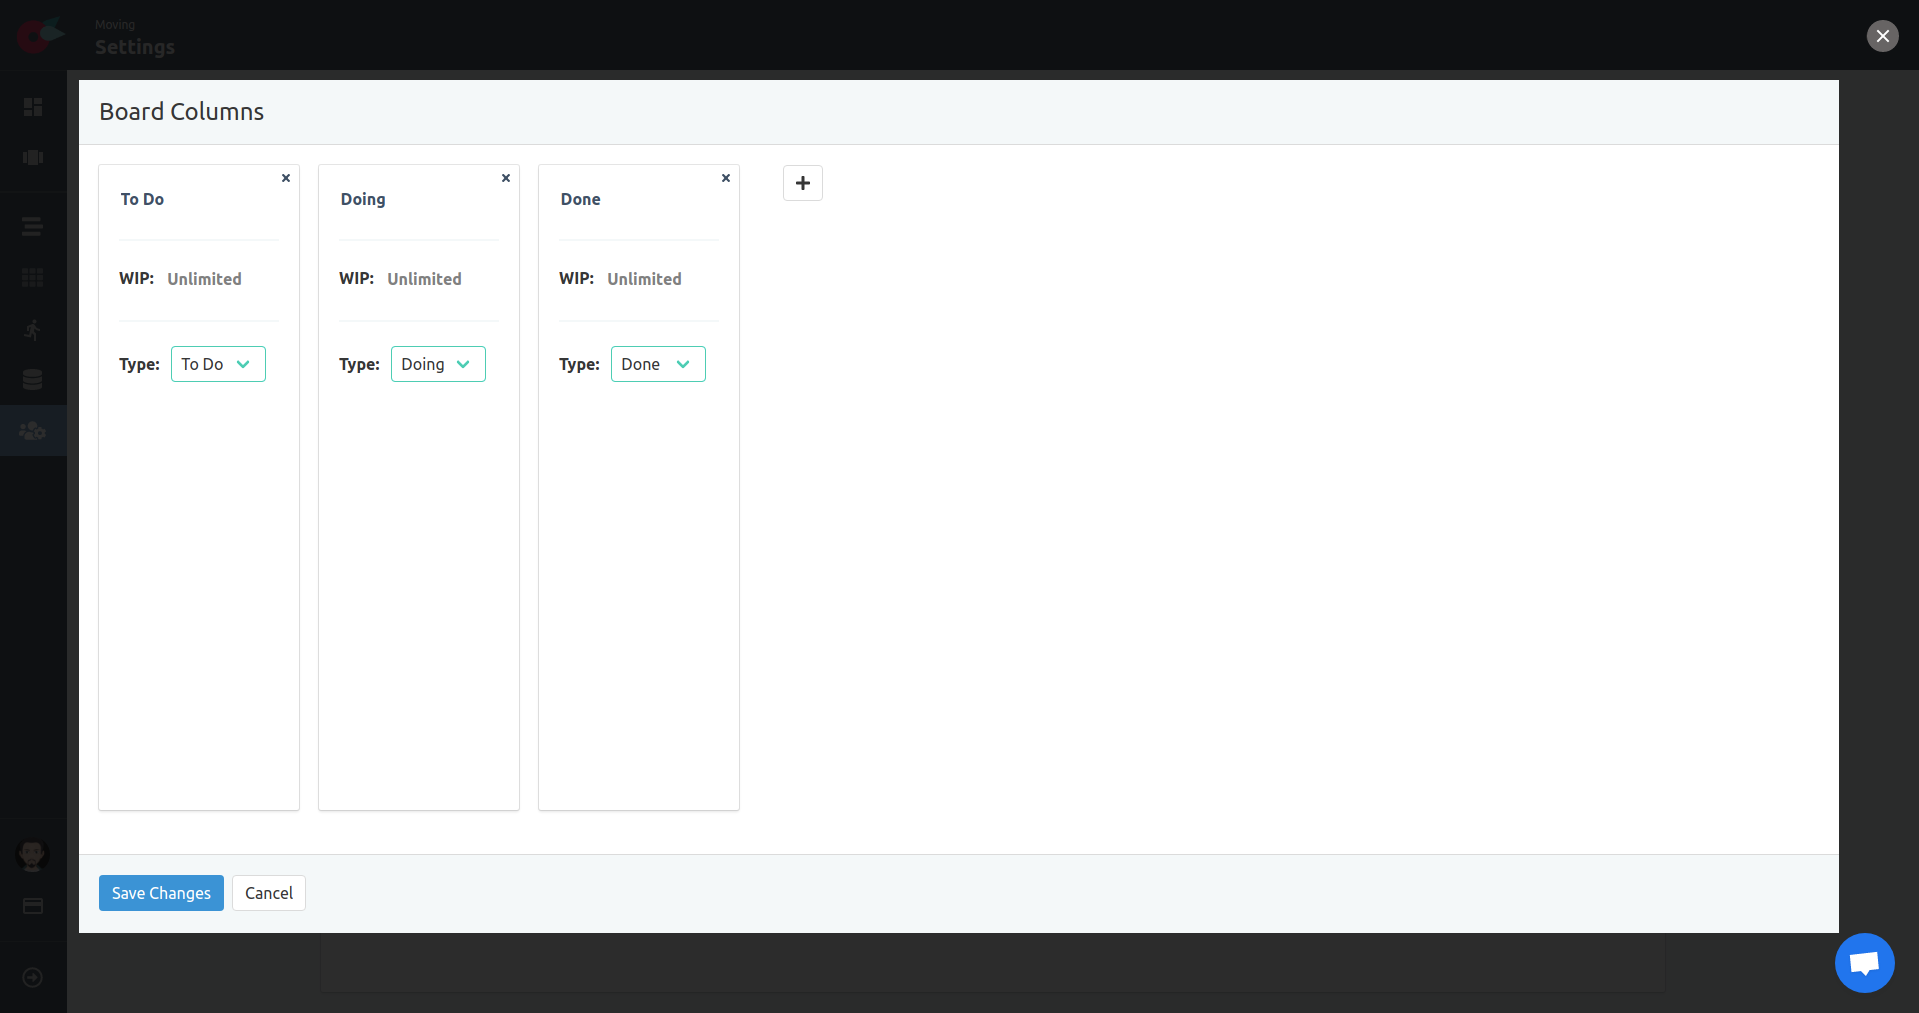 Moving
Settings
Board Columns
To Do
WIP: Unlimited
Type: To Do
Doing
WIP: Unlimited
Type: Doing
Done
WIP: Unlimited
Type: Done
Save Changes
Cancel